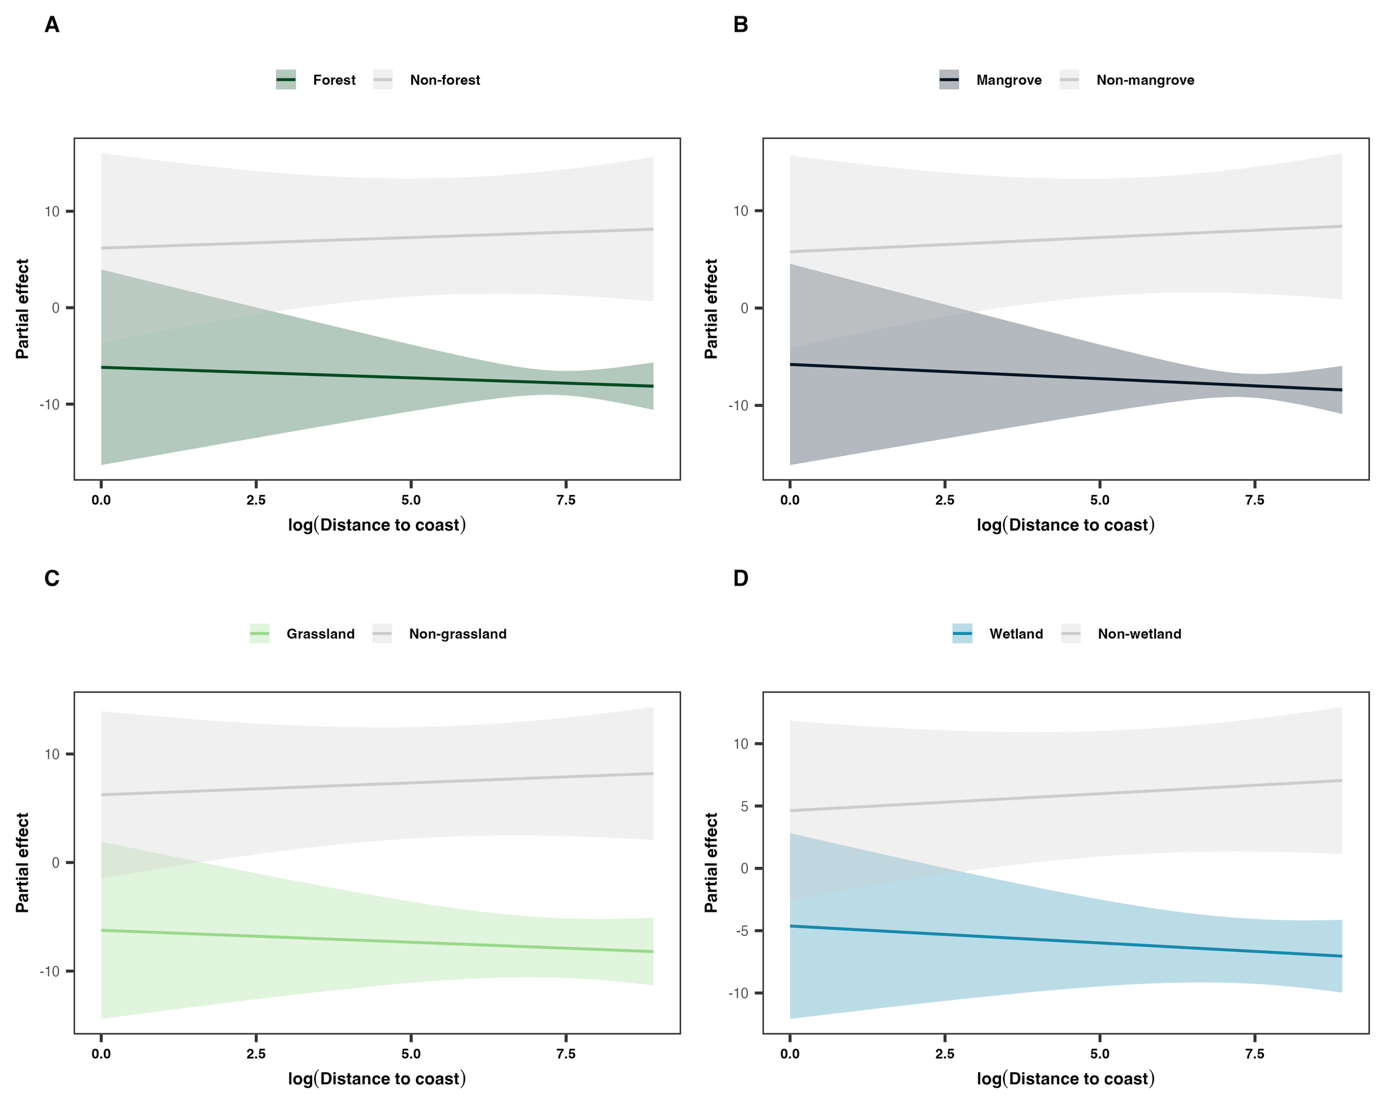 A
Forest Non-forest
Partial effect
10
0
-10
0.0 2.5 5.0 7.5
log(Distance to coast)
B
Mangrove Non-mangrove
Partial effect
10
0
-10
0.0 2.5 5.0 7.5
log(Distance to coast)
C
Grassland Non-grassland
Partial effect
10
0
-10
0.0 2.5 5.0 7.5
log(Distance to coast)
D
Wetland Non-wetland
Partial effect
10
5
0
-5
-10
0.0 2.5 5.0 7.5
log(Distance to coast)